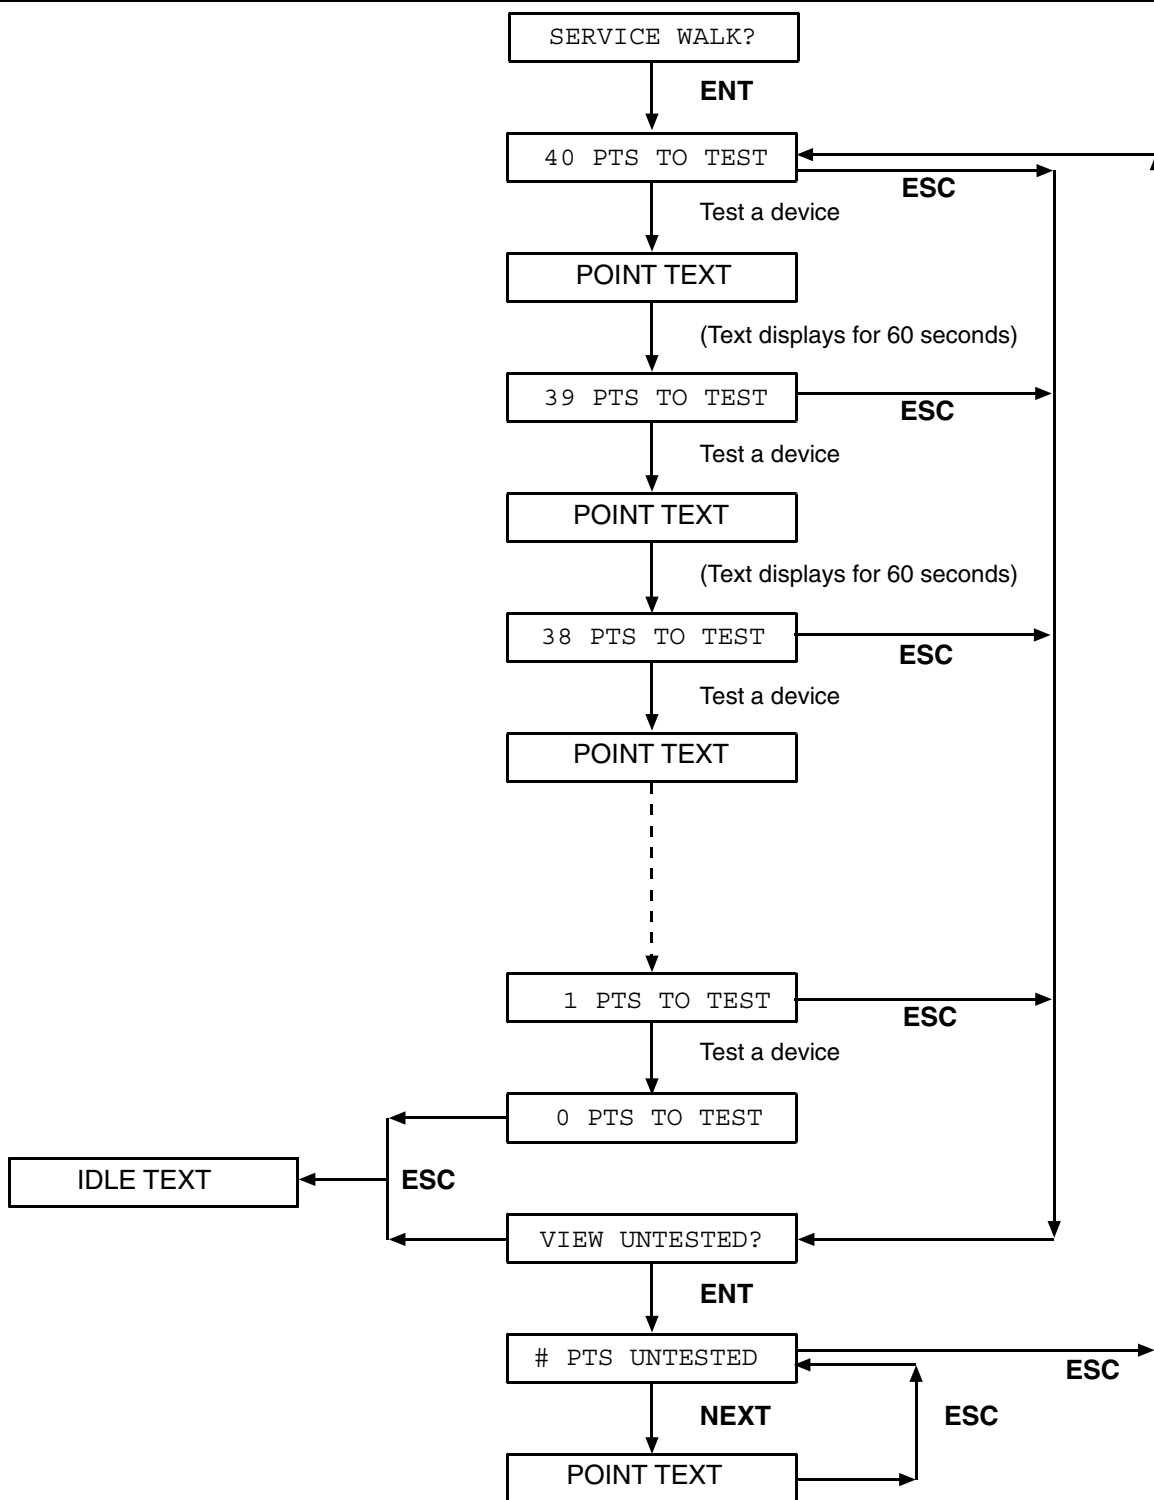 SERVICE WALK?
ENT
40 PTS TO TEST
ESC
Test a device
POINT TEXT
(Text displays for 60 seconds)
39 PTS TO TEST
ESC
Test a device
POINT TEXT
(Text displays for 60 seconds)
38 PTS TO TEST
ESC
Test a device
POINT TEXT
1 PTS TO TEST
ESC
Test a device
0 PTS TO TEST
IDLE TEXT
ESC
VIEW UNTESTED?
ENT
# PTS UNTESTED
ESC
NEXT
ESC
POINT TEXT